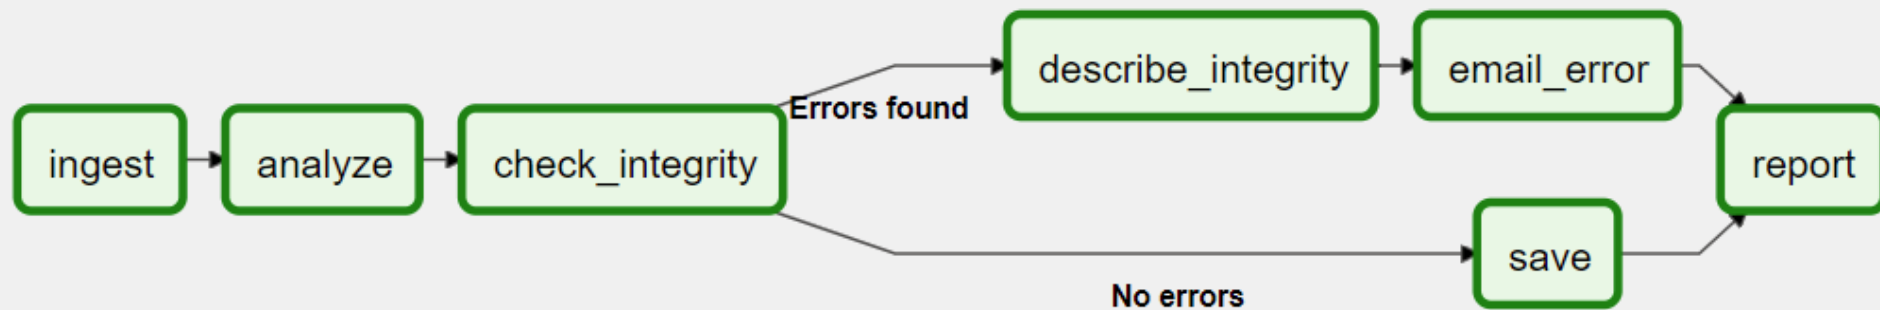 ingest
analyze
check_integrity
Errors found
describe_integrity
email_error
No errors
save
report